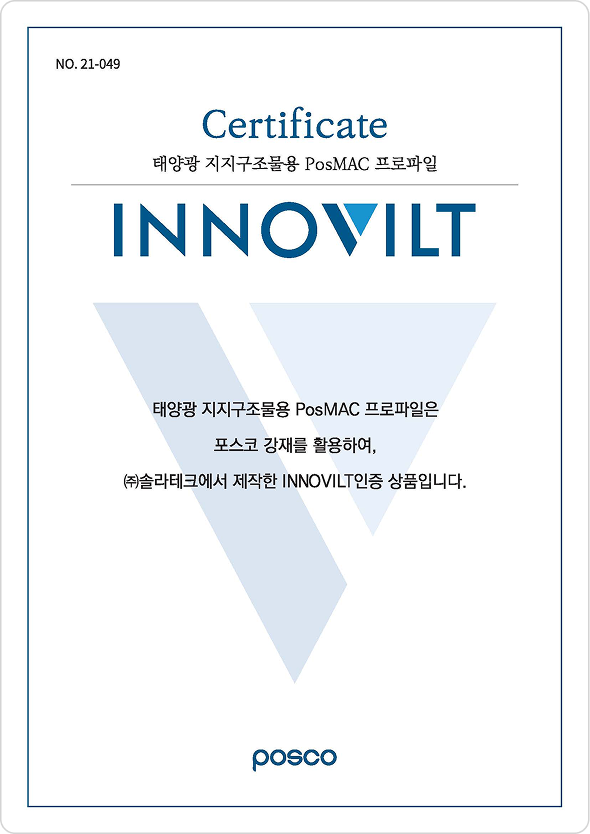 NO. 21-049
Certificate
태양광 지지구조물용 PosMAC 프로파일
INNOVILT
태양광 지지구조물용 PosMAC 프로파일은
포스코 강재를 활용하여,
㈜솔라테크에서 제작한 INNOVILT인증 상품입니다.
posco